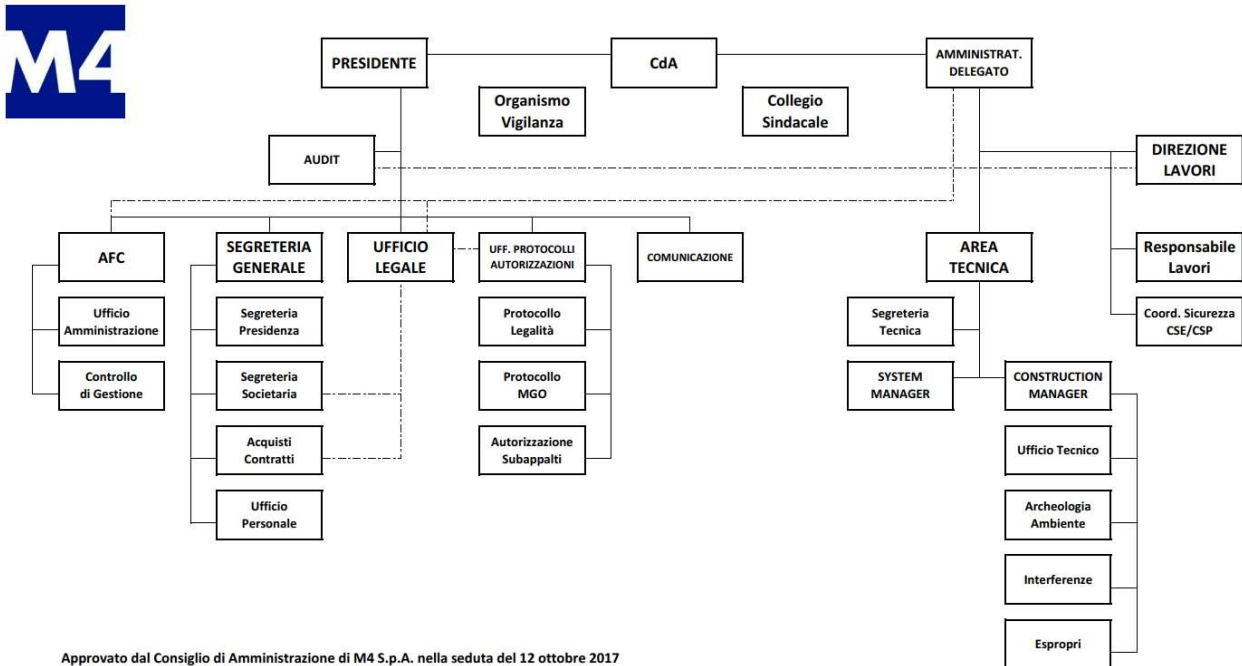 M4
PRESIDENTE
CdA
AMMINISTRAT.
DELEGATO
Organismo
Vigilanza
Collegio
Sindacale
AUDIT
DIREZIONE
LAVORI
AFC
SEGRETERIA
GENERALE
UFFICIO
LEGALE
UFF. PROTOCOLLI
AUTORIZZAZIONI
COMUNICAZIONE
AREA
TECNICA
Responsabile
Lavori
Ufficio
Amministrazione
Segreteria
Presidenza
Protocollo
Legalità
Segreteria
Tecnica
Coord. Sicurezza
CSE/CSP
Controllo
di Gestione
Segreteria
Societaria
Protocollo
MGO
SYSTEM
MANAGER
CONSTRUCTION
MANAGER
Acquisti
Contratti
Autorizzazione
Subappalti
Ufficio Tecnico
Ufficio
Personale
Archeologia
Ambiente
Interferenze
Espropri
Approvato dal Consiglio di Amministrazione di M4 S.p.A. nella seduta del 12 ottobre 2017